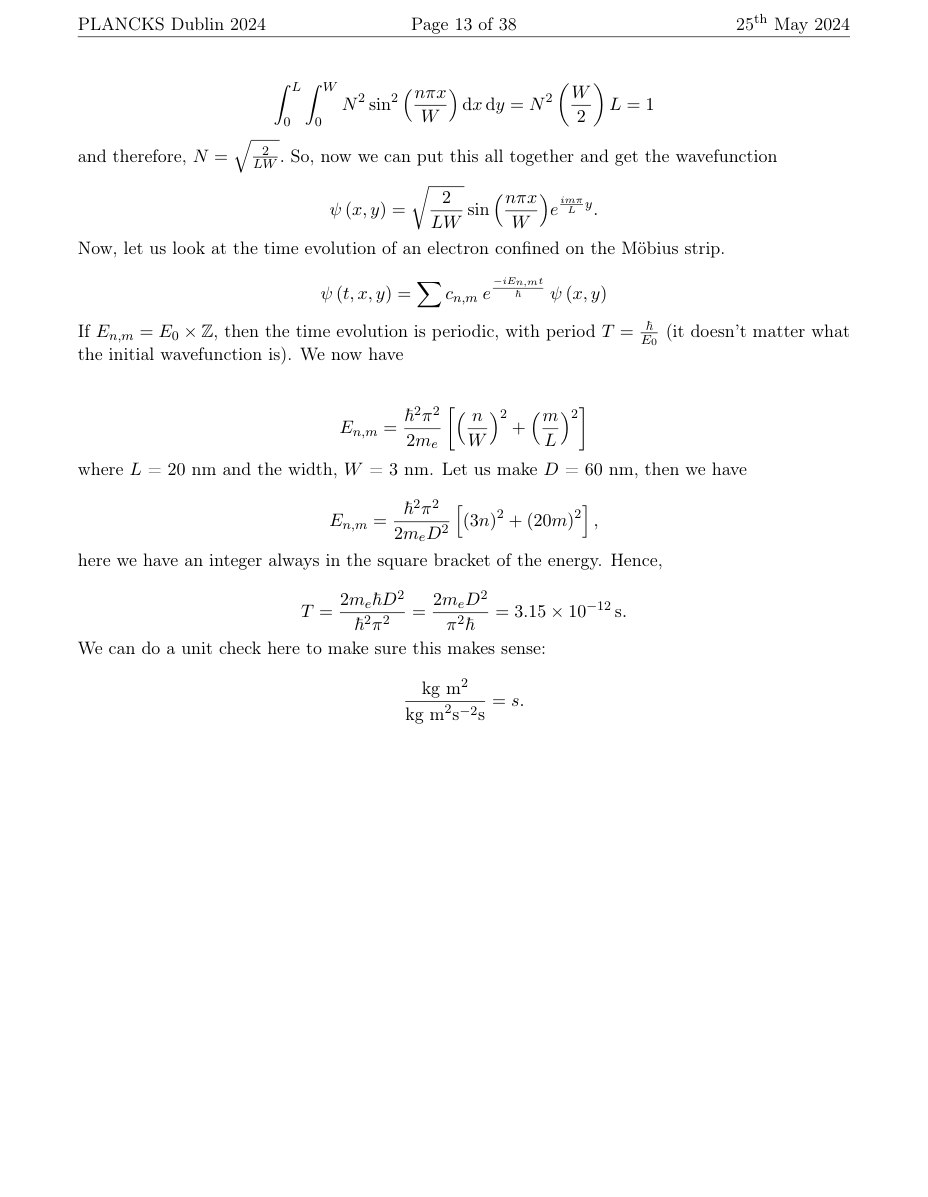 PLANCKS Dublin 2024 Page 13 of 38 25th May 2024
∫_0^L ∫_0^W N² sin² (nπx/W) dx dy = N² (W/2) L = 1
and therefore, N = √(2/LW). So, now we can put this all together and get the wavefunction
ψ (x, y) = √(2/LW) sin (nπx/W) e^{(imπ/L) y}.
Now, let us look at the time evolution of an electron confined on the Möbius strip.
ψ (t, x, y) = ∑ c_{n,m} e^{−iE_{n,m}t/ħ} ψ (x, y)
If E_{n,m} = E_0 × ℤ, then the time evolution is periodic, with period T = ħ/E_0 (it doesn't matter what
the initial wavefunction is). We now have
E_{n,m} = ħ²π²/2m_e [(n/W)² + (m/L)²]
where L = 20 nm and the width, W = 3 nm. Let us make D = 60 nm, then we have
E_{n,m} = ħ²π²/2m_eD² [(3n)² + (20m)²] ,
here we have an integer always in the square bracket of the energy. Hence,
T = 2m_eħD²/ħ²π² = 2m_eD²/π²ħ = 3.15 × 10^{−12} s.
We can do a unit check here to make sure this makes sense:
kg m²/kg m²s^{−2}s = s.